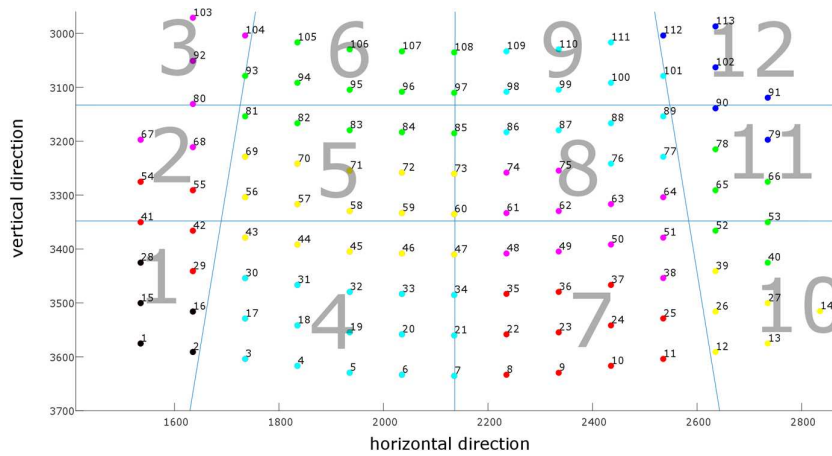 103 113
104 105 106 107 108 109 110 111 112
3000 3 6 9 12
92 93 94 95 96 97 98 99 100 101 102
3100 91
80 81 82 83 84 85 86 87 88 89 90
3200 67 68 79
2 5 8 11
69 70 71 72 73 74 75 76 77 78
54 55 66
3300 56 57 58 59 60 61 62 63 64 65
41 42 53
3400 43 44 45 46 47 48 49 50 51 52
28 29 40
1 4 7 10
30 31 32 33 34 35 36 37 38 39
3500 15 16 27 14
17 18 19 20 21 22 23 24 25 26
3600 1 2 13
3 4 5 6 7 8 9 10 11 12
3700
1600 1800 2000 2200 2400 2600 2800
vertical direction
horizontal direction